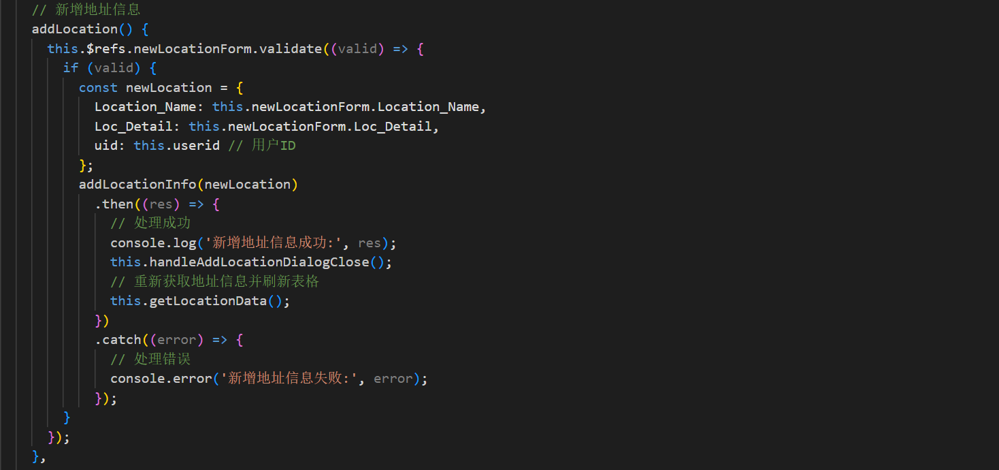 // 新增地址信息
addLocation() {
this.$refs.newLocationForm.validate((valid) => {
if (valid) {
const newLocation = {
Location_Name: this.newLocationForm.Location_Name,
Loc_Detail: this.newLocationForm.Loc_Detail,
uid: this.userid // 用户ID
};
addLocationInfo(newLocation)
.then((res) => {
// 处理成功
console.log('新增地址信息成功:', res);
this.handleAddLocationDialogClose();
// 重新获取地址信息并刷新表格
this.getLocationData();
})
.catch((error) => {
// 处理错误
console.error('新增地址信息失败:', error);
});
}
});
},